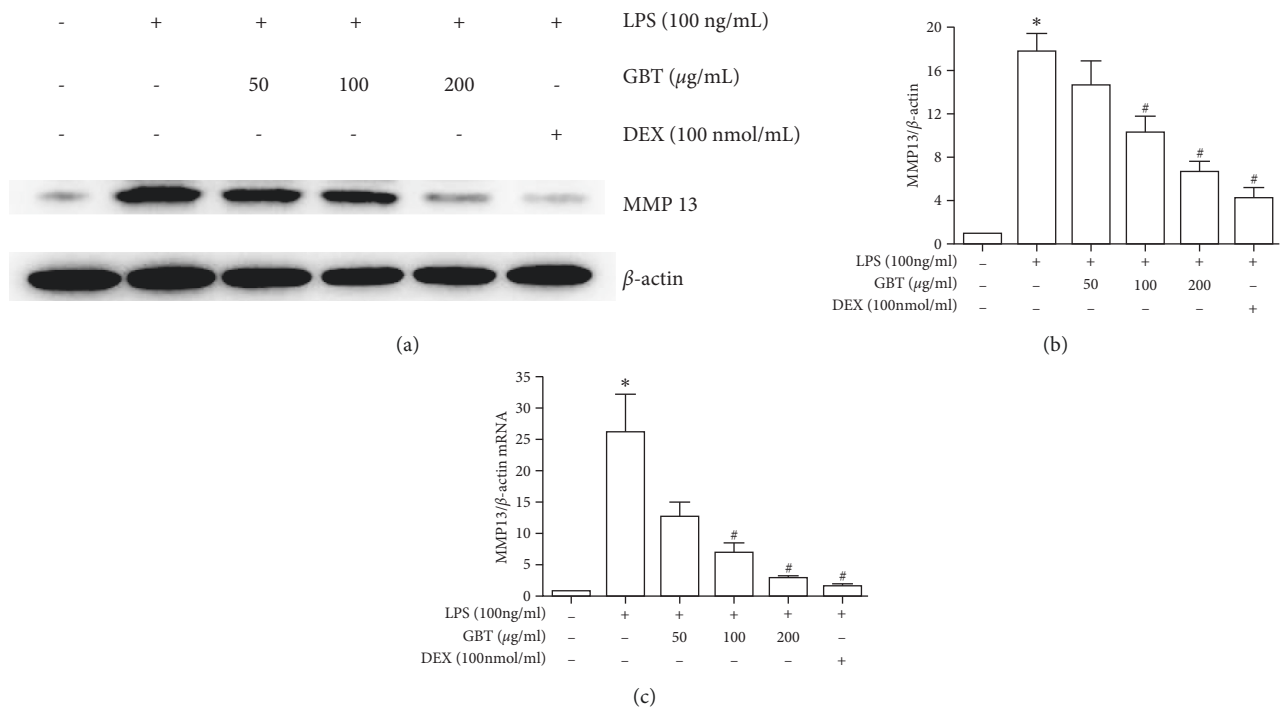 - + + + + + LPS (100 ng/mL)
- - 50 100 200 - GBT (μg/mL)
- - - - - + DEX (100 nmol/mL)
MMP 13
β-actin
(a)
MMP13/β-actin
20
16
12
8
4
0
*
#
#
#
LPS (100ng/ml) – + + + + +
GBT (μg/ml) – – 50 100 200 –
DEX (100nmol/ml) – – – – – +
(b)
MMP13/β-actin mRNA
35
30
25
20
15
10
5
0
*
#
#
#
LPS (100ng/ml) – + + + + +
GBT (μg/ml) – – 50 100 200 –
DEX (100nmol/ml) – – – – – +
(c)